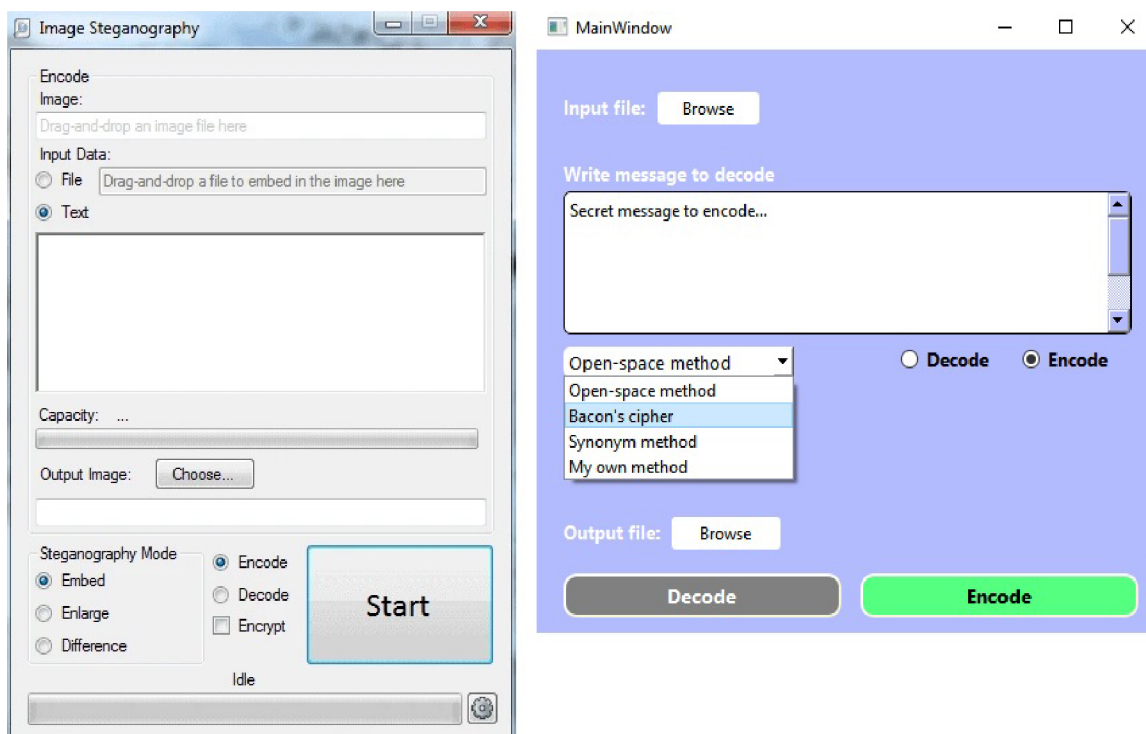 Image Steganography
Encode
Image:
Drag-and-drop an image file here
Input Data:
File Drag-and-drop a file to embed in the image here
Text
Capacity: ...
Output Image: Choose...
Steganography Mode
Embed
Enlarge
Difference
Encode
Decode
Encrypt
Start
Idle
MainWindow
Input file: Browse
Write message to decode
Secret message to encode...
Open-space method
Decode Encode
Open-space method
Bacon's cipher
Synonym method
My own method
Output file: Browse
Decode Encode